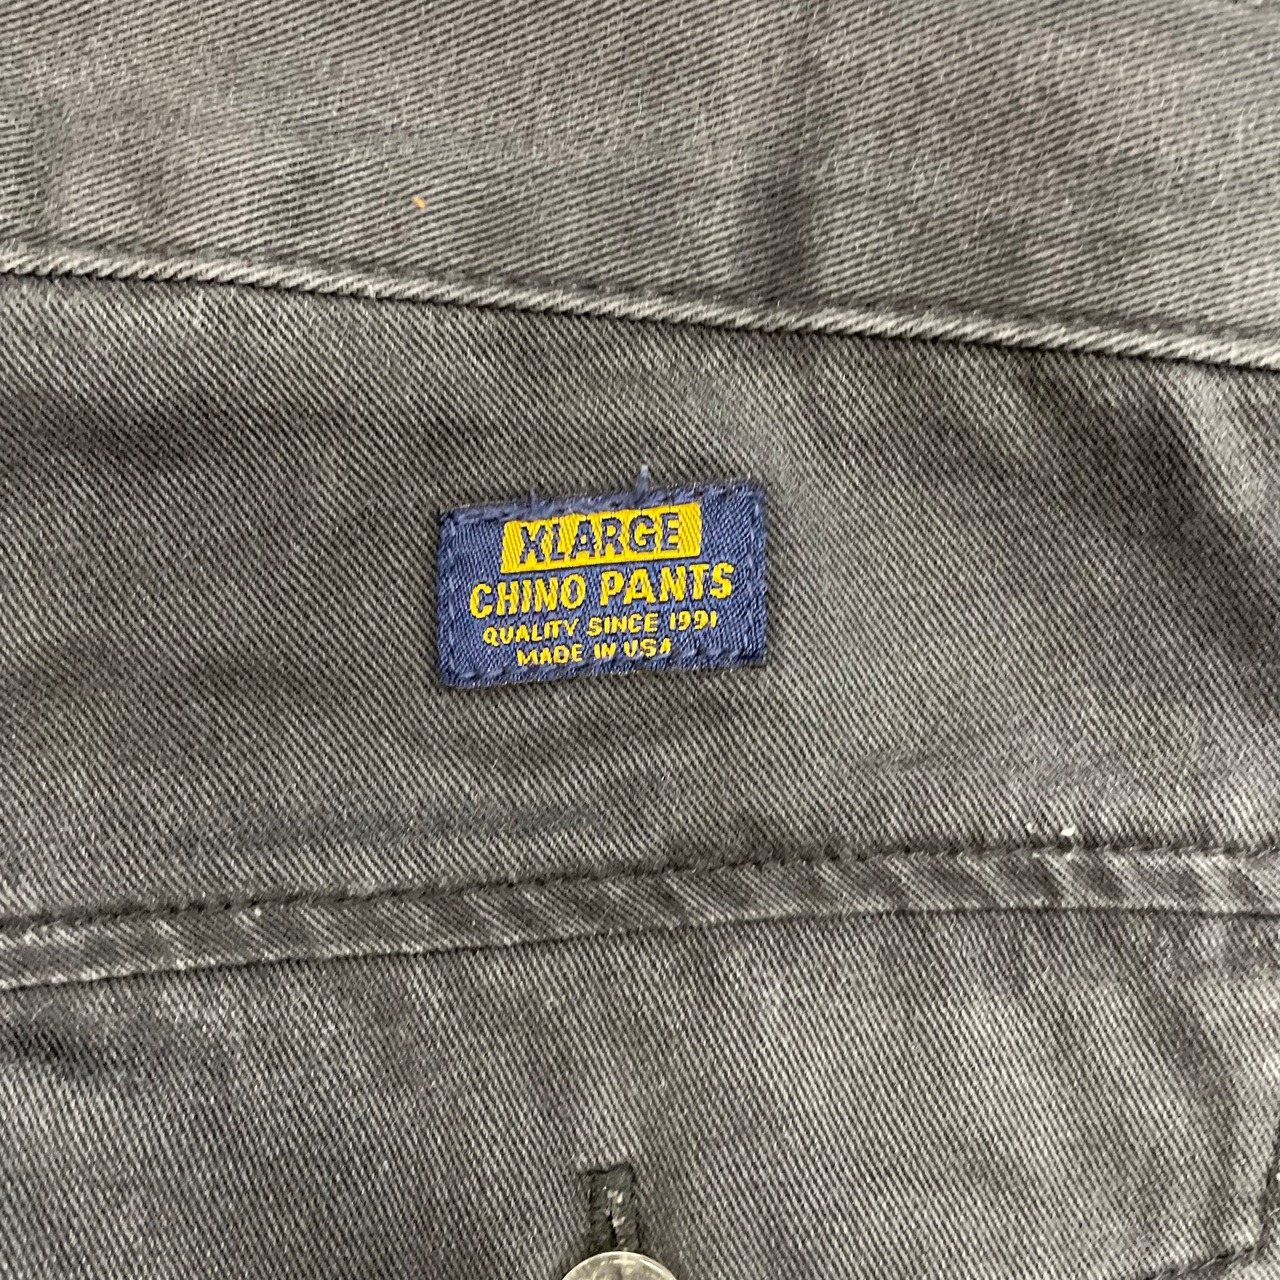 XLARGE
CHINO PANTS
QUALITY SINCE 1991
MADE IN USA